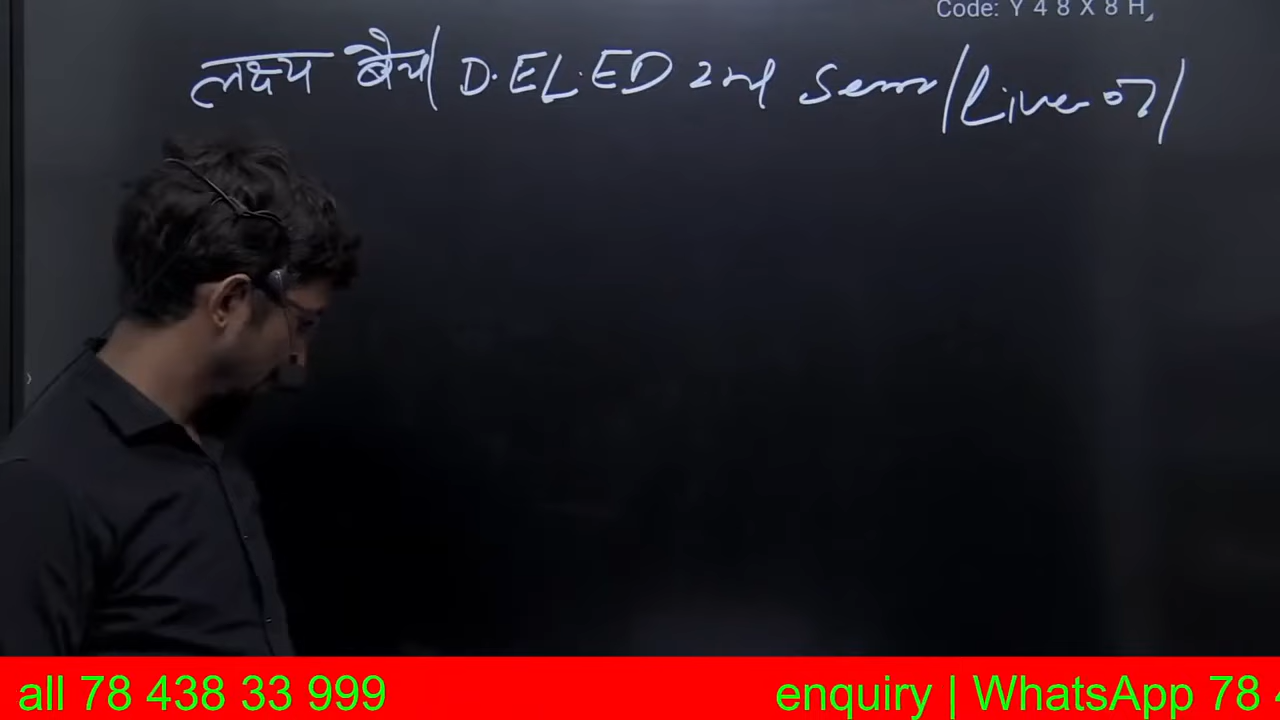 Code: Y 4 8 X 8 H
लक्ष्य बैच / D.EL.ED 2nd Sem / Live 07 /
all 78 438 33 999 enquiry | WhatsApp 78 4